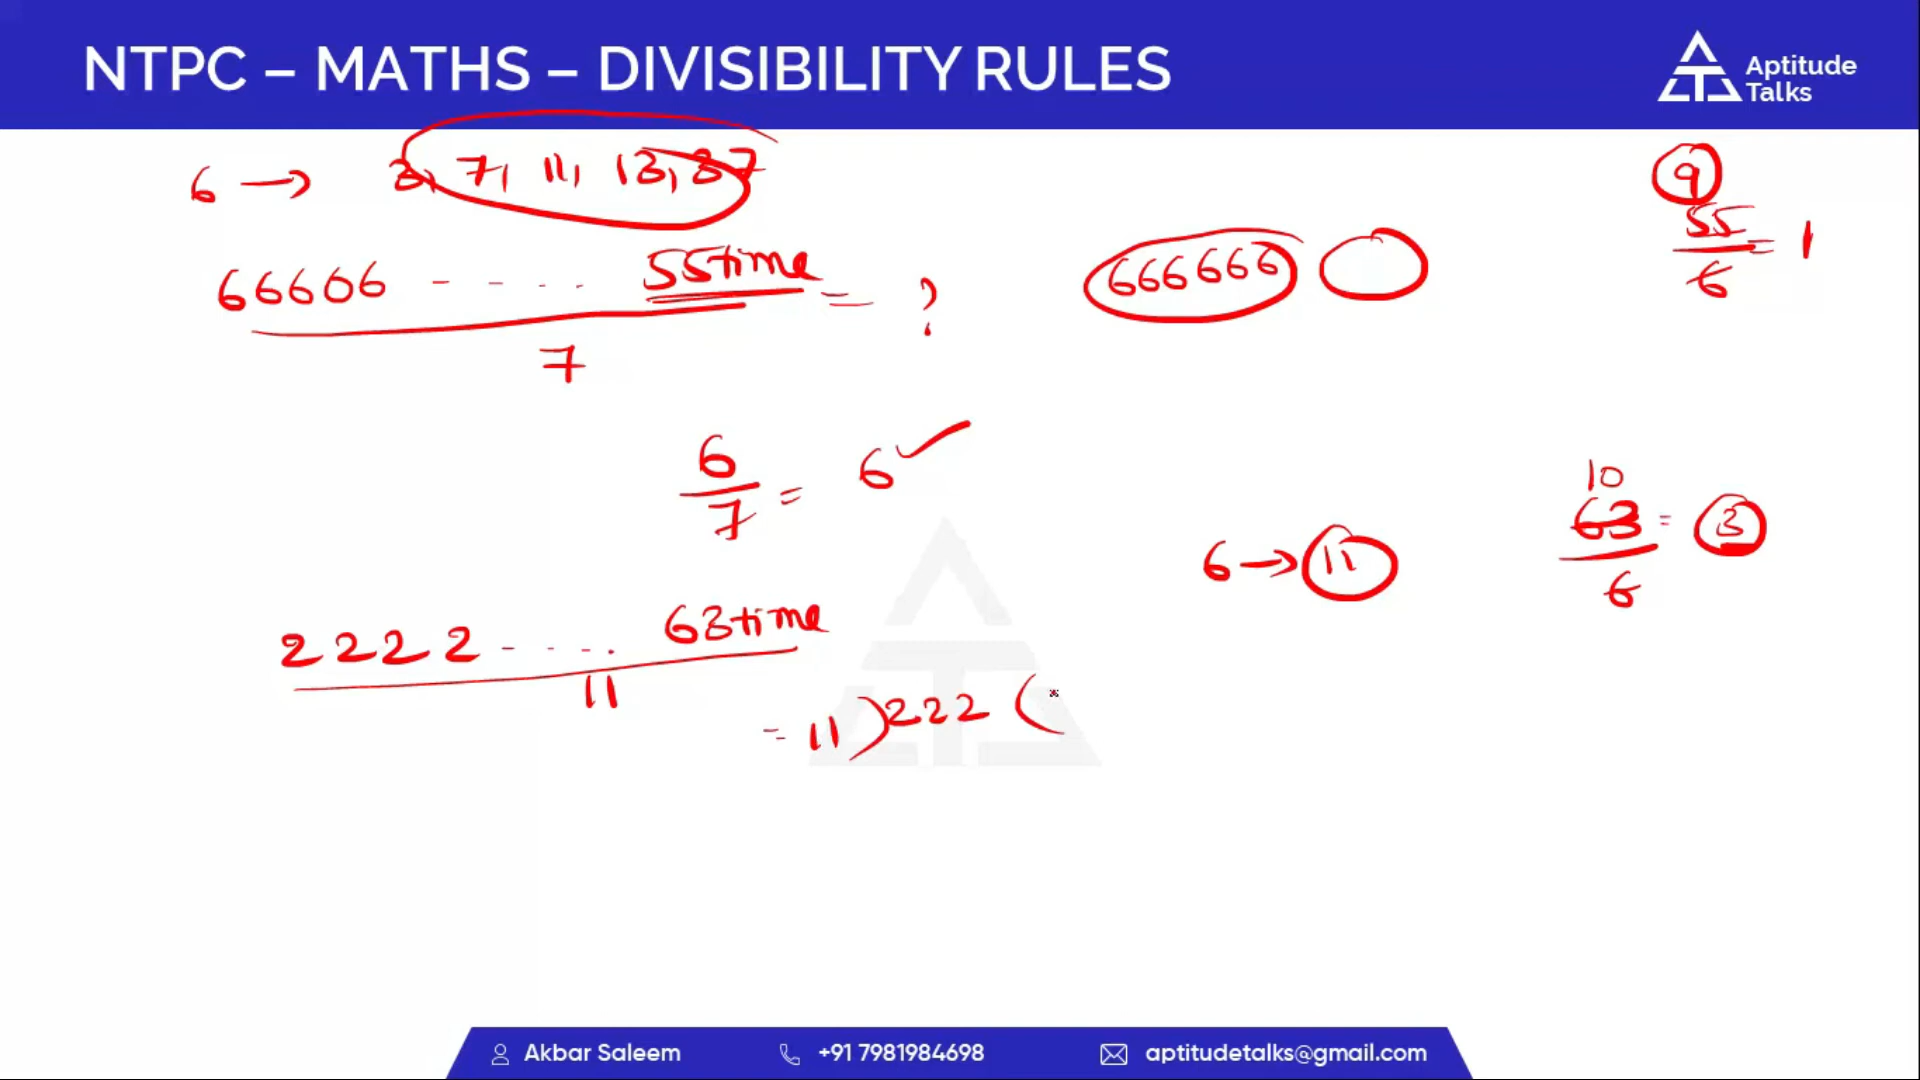 NTPC – MATHS – DIVISIBILITY RULES
Aptitude
Talks
6 → 3, 7, 11, 13, 37
66666 - - - - 55time = ?
7
666666
9
55/6 = 1
6/7 = 6 ✓
6 → 11
10
63/6 = 3
2222 - - - - 63time
11
= 11)222(
Akbar Saleem
+91 7981984698
aptitudetalks@gmail.com